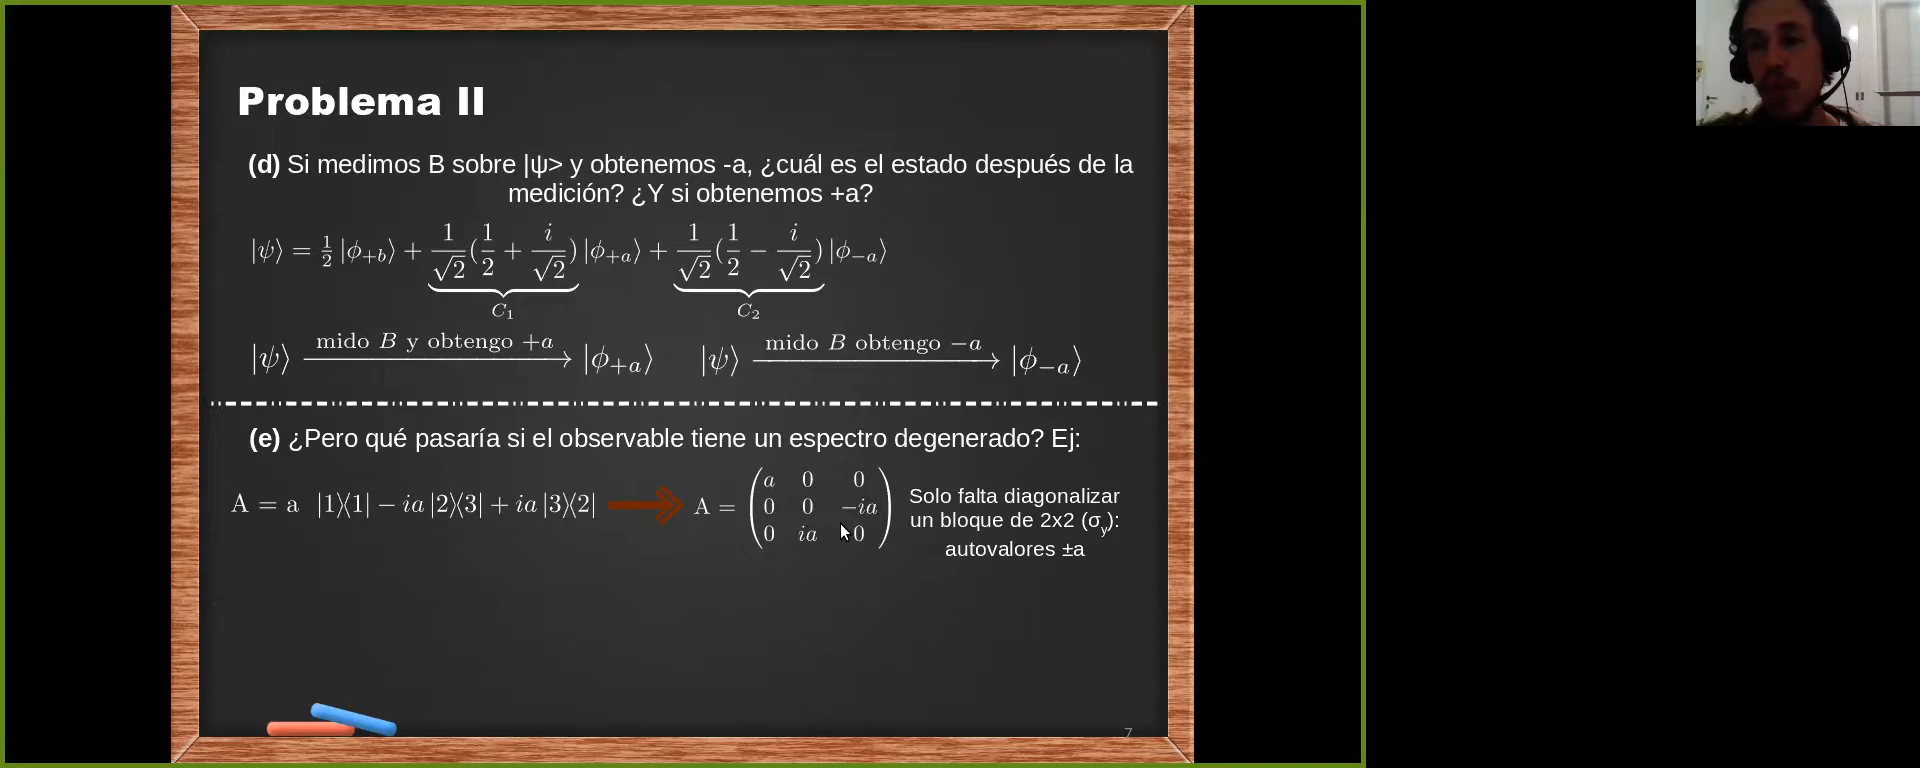 Problema II
(d) Si medimos B sobre |ψ> y obtenemos -a, ¿cuál es el estado después de la
medición? ¿Y si obtenemos +a?
|ψ⟩ = 1/2 |ϕ₊b⟩ + 1/√2 (1/2 + i/√2) |ϕ₊a⟩ + 1/√2 (1/2 − i/√2) |ϕ₋a⟩
C₁ C₂
|ψ⟩ mido B y obtengo +a → |ϕ₊a⟩ |ψ⟩ mido B obtengo −a → |ϕ₋a⟩
(e) ¿Pero qué pasaría si el observable tiene un espectro degenerado? Ej:
A = a |1⟩⟨1| − ia |2⟩⟨3| + ia |3⟩⟨2|
A = (a 0 0
0 0 −ia
0 ia 0)
Solo falta diagonalizar
un bloque de 2x2 (σy):
autovalores ±a
7